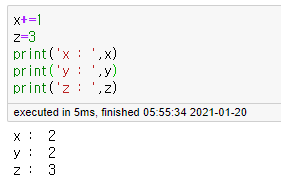 x+=1
z=3
print('x : ',x)
print('y : ',y)
print('z : ',z)
executed in 5ms, finished 05:55:34 2021-01-20
x :  2
y :  2
z :  3